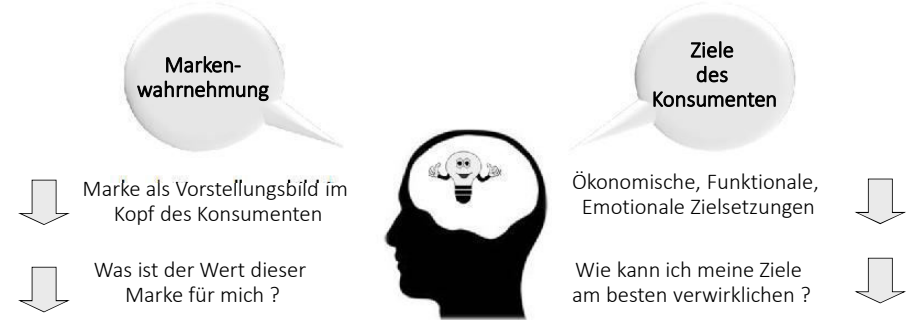 Marken-
wahrnehmung
Marke als Vorstellungsbild im
Kopf des Konsumenten
Was ist der Wert dieser
Marke für mich ?
Ziele
des
Konsumenten
Ökonomische, Funktionale,
Emotionale Zielsetzungen
Wie kann ich meine Ziele
am besten verwirklichen ?